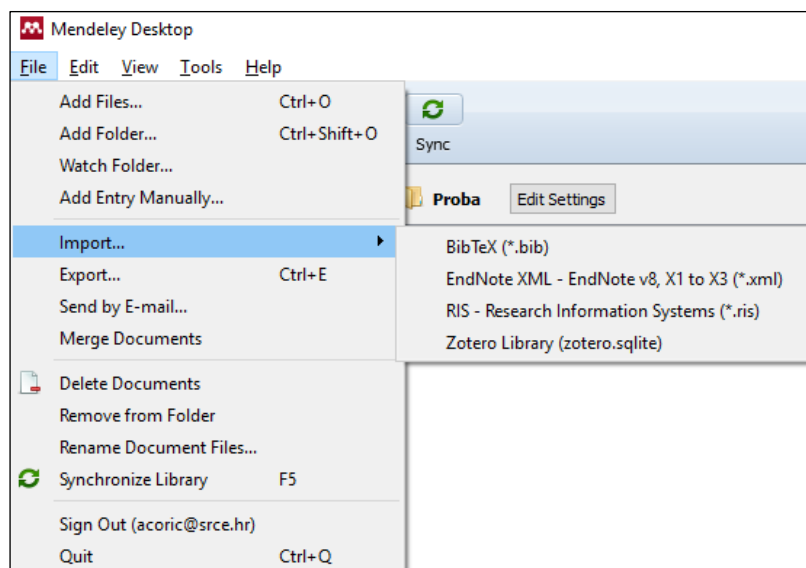 Mendeley Desktop
File Edit View Tools Help
Add Files... Ctrl+O
Add Folder... Ctrl+Shift+O
Watch Folder...
Add Entry Manually...
Import...
Export... Ctrl+E
Send by E-mail...
Merge Documents
Delete Documents
Remove from Folder
Rename Document Files...
Synchronize Library F5
Sign Out (acoric@srce.hr)
Quit Ctrl+Q
Sync
Proba Edit Settings
BibTeX (*.bib)
EndNote XML - EndNote v8, X1 to X3 (*.xml)
RIS - Research Information Systems (*.ris)
Zotero Library (zotero.sqlite)